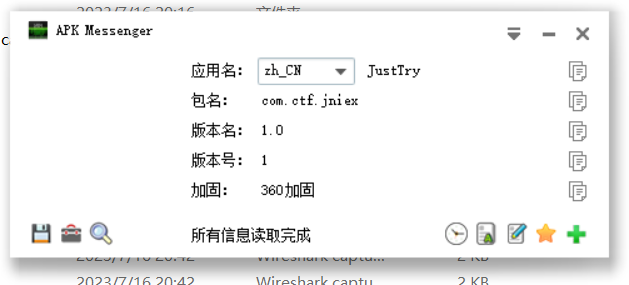 2023/7/16 20:16 文件夹
APK Messenger
应用名： zh_CN JustTry
包名： com.ctf.jniex
版本名： 1.0
版本号： 1
加固： 360加固
所有信息读取完成
2023/7/16 20:42 Wireshark captu... 2 KB
2023/7/16 20:42 Wireshark captu... 2 KB